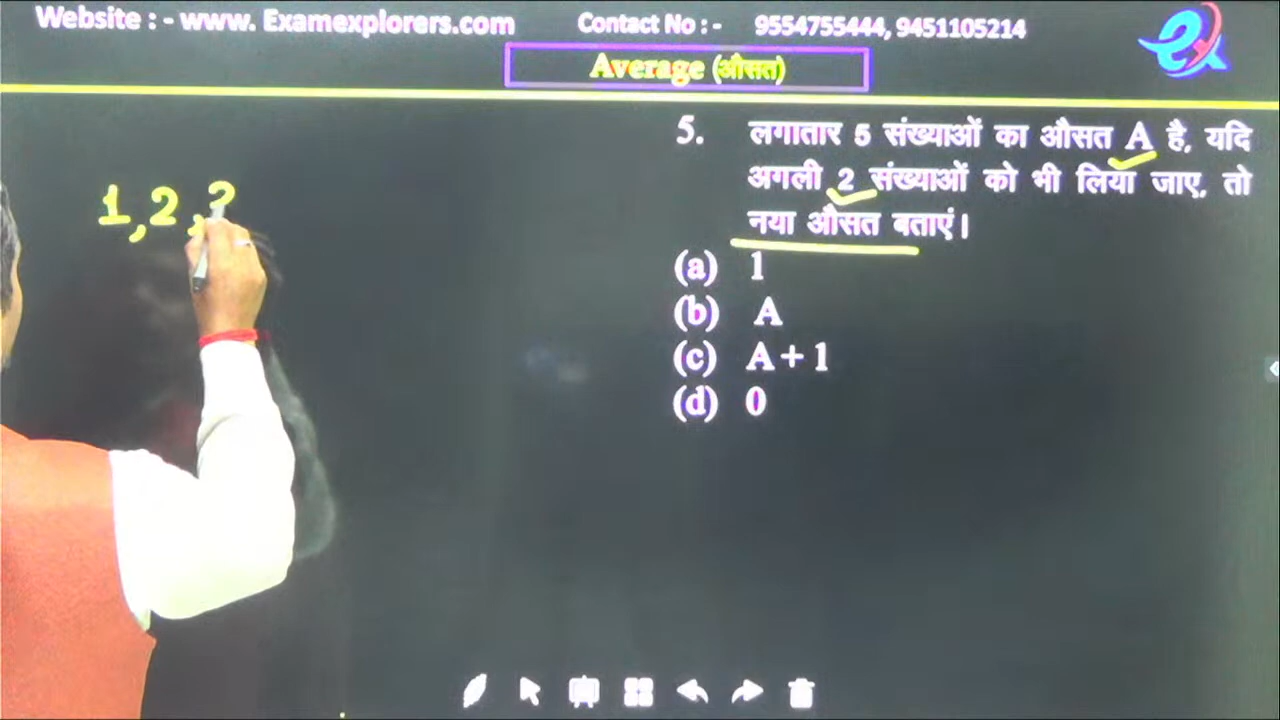 Website : - www. Examexplorers.com Contact No : - 9554755444, 9451105214
ex
Average (औसत)
5. लगातार 5 संख्याओं का औसत A है, यदि
अगली 2 संख्याओं को भी लिया जाए, तो
नया औसत बताएं।
(a) 1
(b) A
(c) A + 1
(d) 0
1, 2,